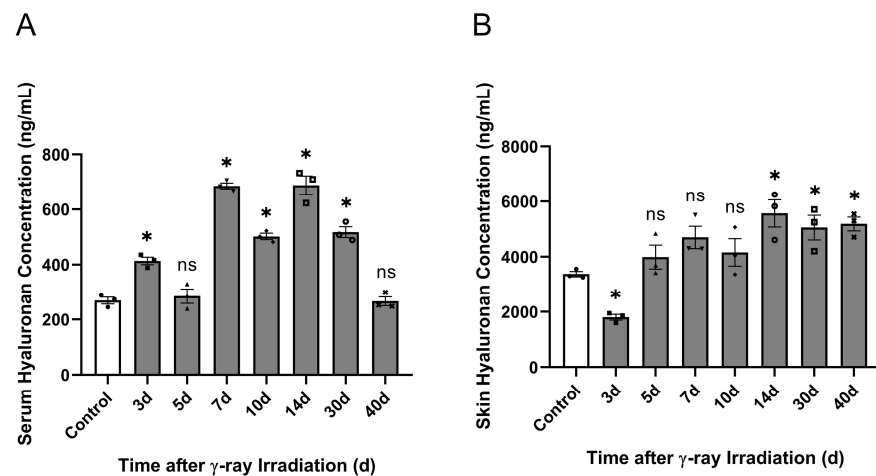 A
Serum Hyaluronan Concentration (ng/mL)
800
600
400
200
0
*
ns
*
*
*
*
ns
Control
3d
5d
7d
10d
14d
30d
40d
Time after γ-ray Irradiation (d)
B
Skin Hyaluronan Concentration (ng/mL)
8000
6000
4000
2000
0
*
ns
ns
ns
*
*
*
Control
3d
5d
7d
10d
14d
30d
40d
Time after γ-ray Irradiation (d)